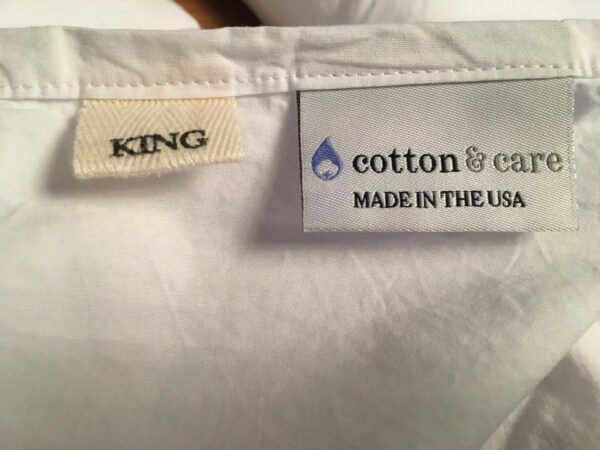 KING
cotton & care
MADE IN THE USA